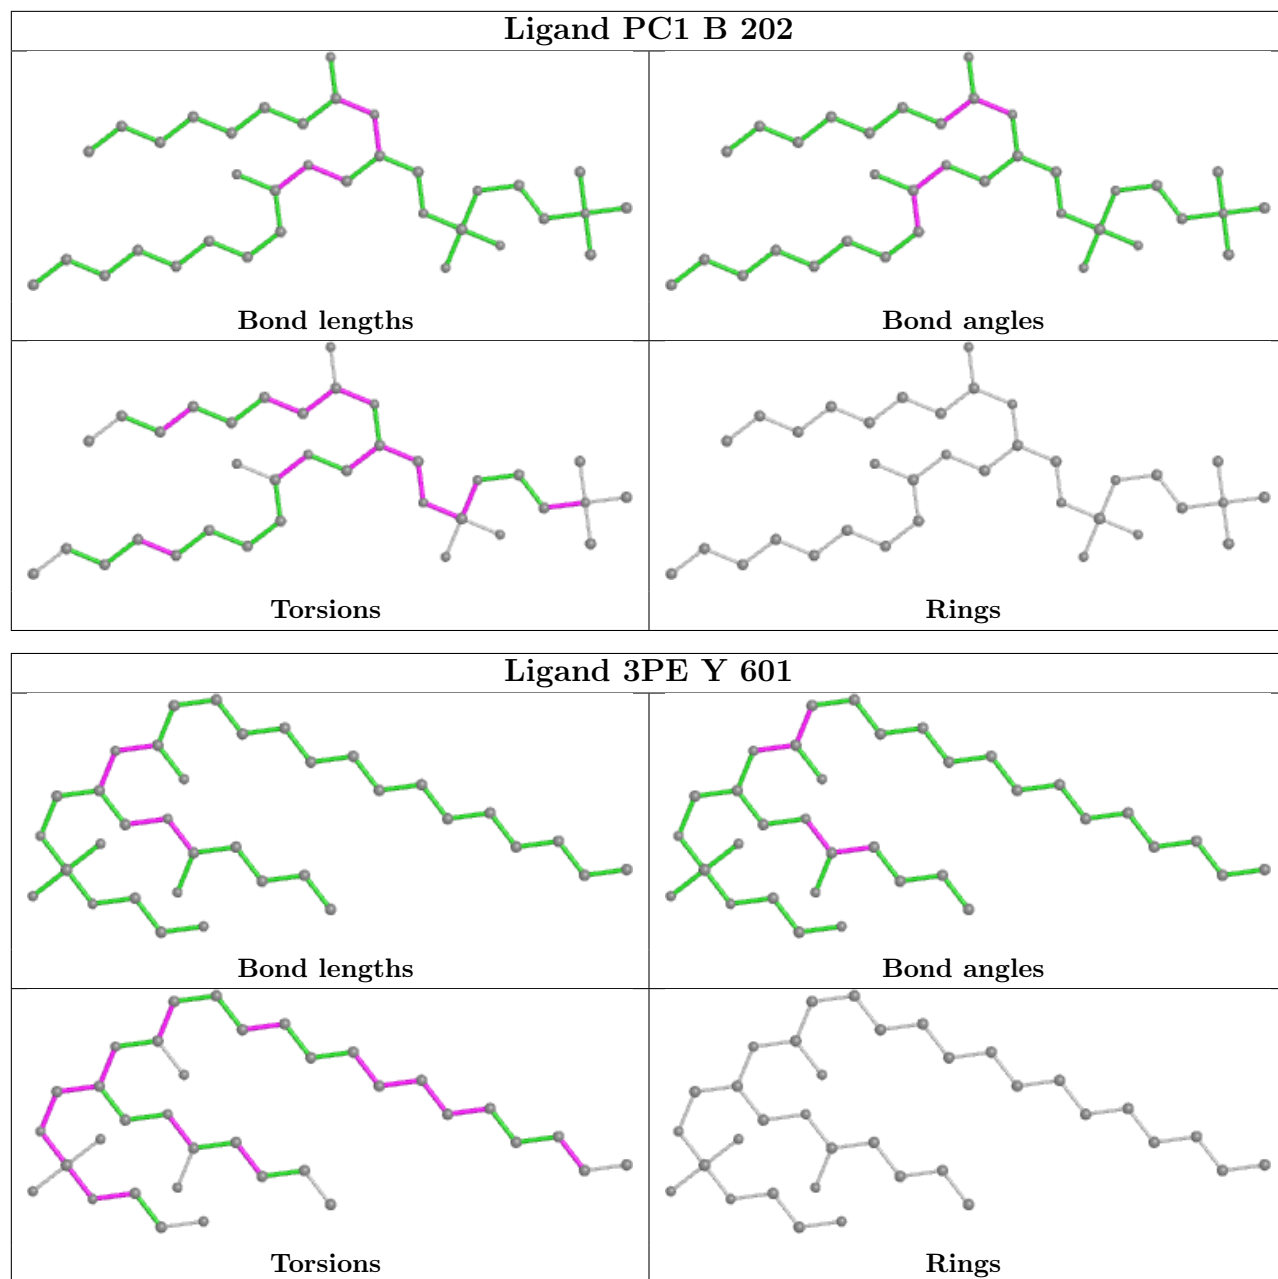 Ligand PC1 B 202
Bond lengths
Bond angles
Torsions
Rings
Ligand 3PE Y 601
Bond lengths
Bond angles
Torsions
Rings